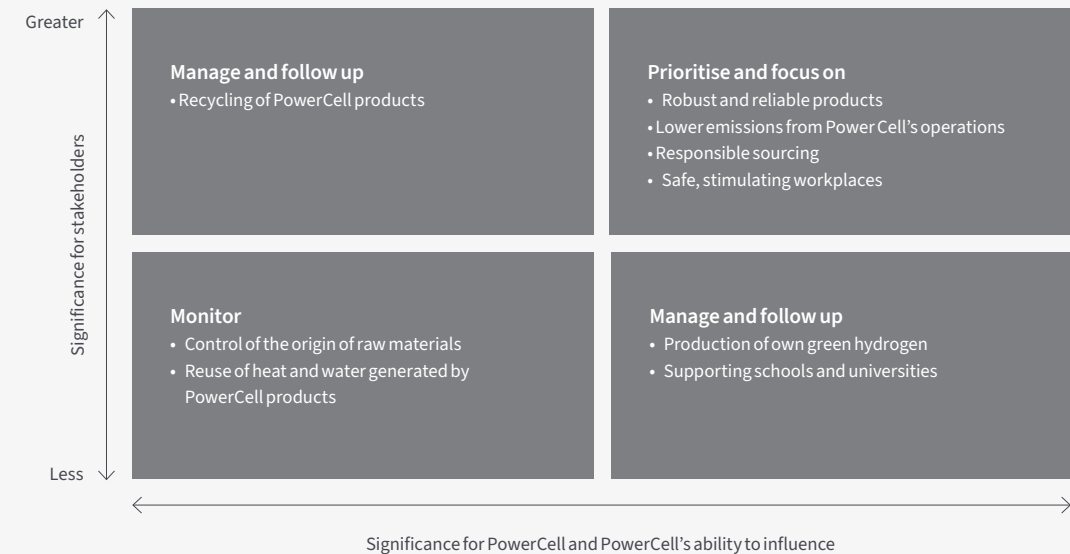 Greater
Manage and follow up
• Recycling of PowerCell products
Prioritise and focus on
• Robust and reliable products
• Lower emissions from Power Cell’s operations
• Responsible sourcing
• Safe, stimulating workplaces
Significance for stakeholders
Monitor
• Control of the origin of raw materials
• Reuse of heat and water generated by
PowerCell products
Manage and follow up
• Production of own green hydrogen
• Supporting schools and universities
Less
Significance for PowerCell and PowerCell’s ability to influence